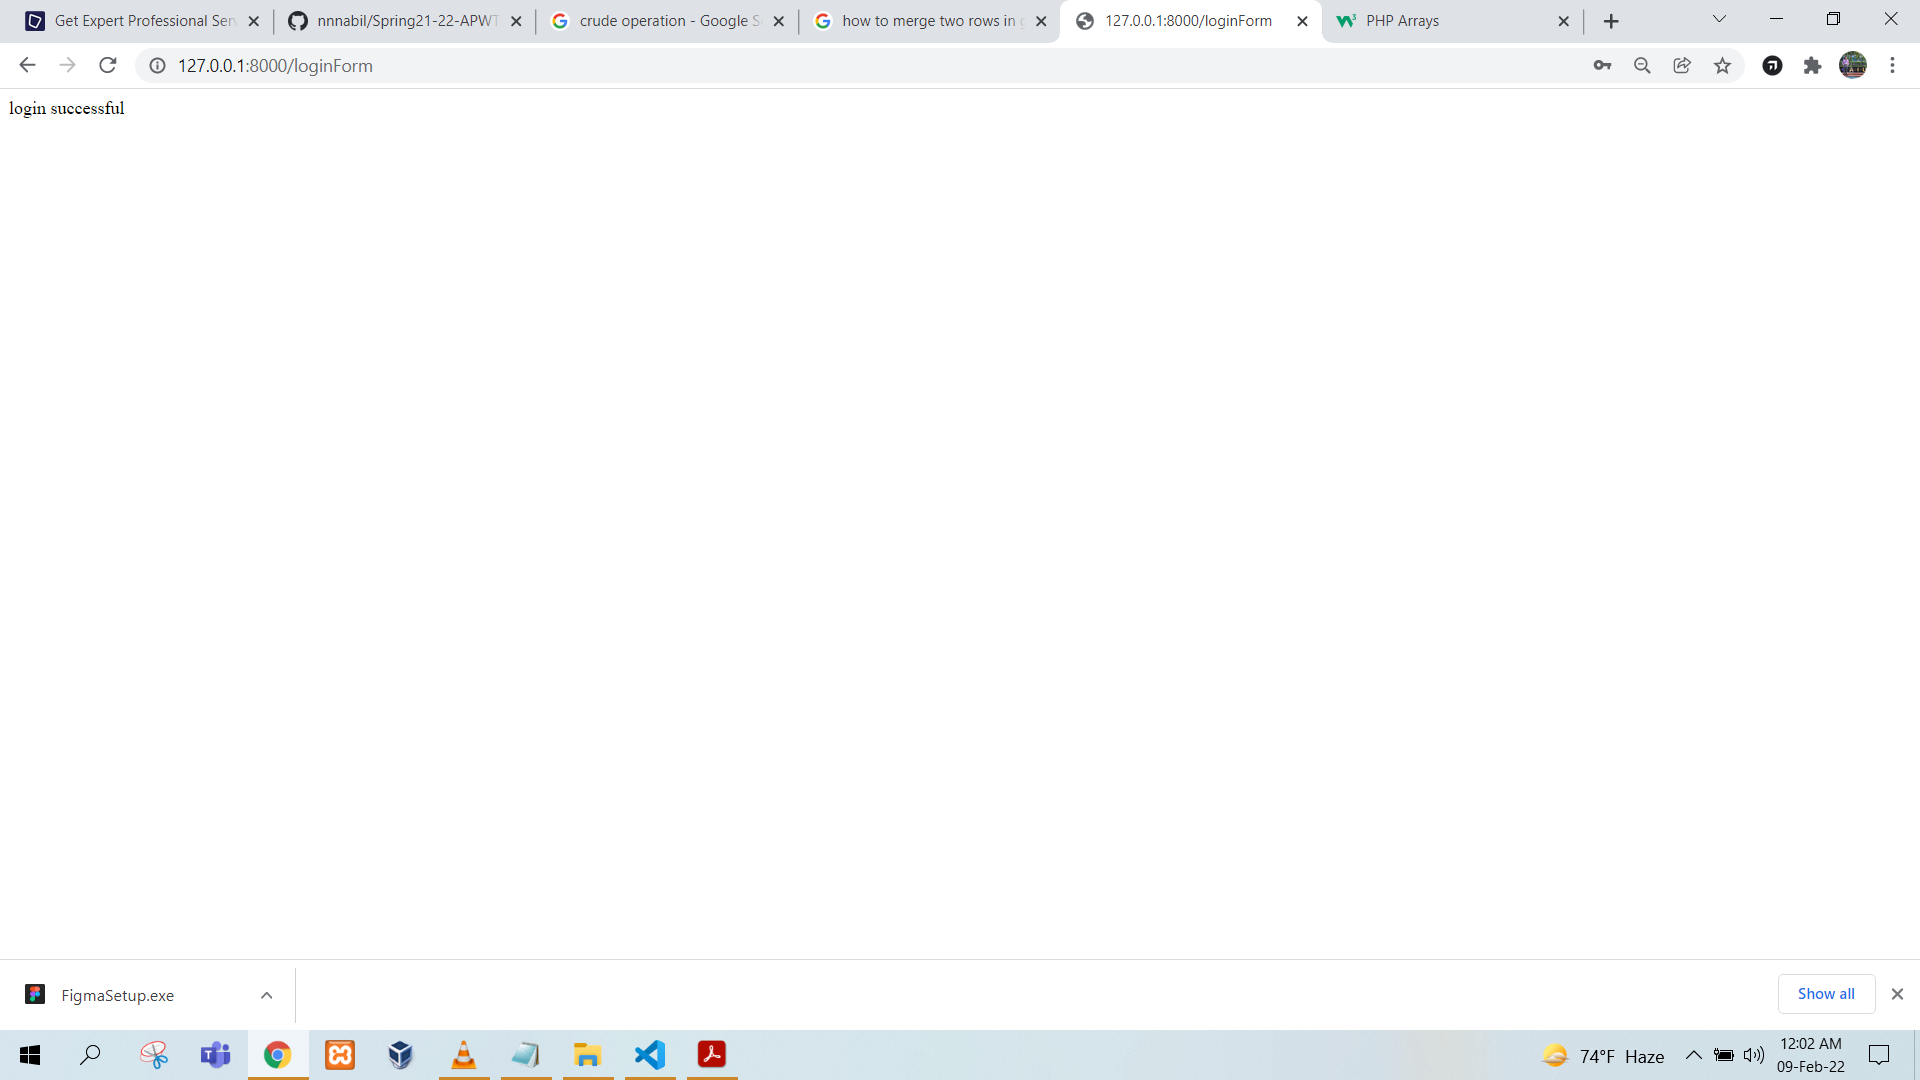 Get Expert Professional Ser
nnnabil/Spring21-22-APWT
crude operation - Google S
how to merge two rows in
127.0.0.1:8000/loginForm
PHP Arrays
127.0.0.1:8000/loginForm
login successful
FigmaSetup.exe
Show all
74°F Haze
12:02 AM
09-Feb-22